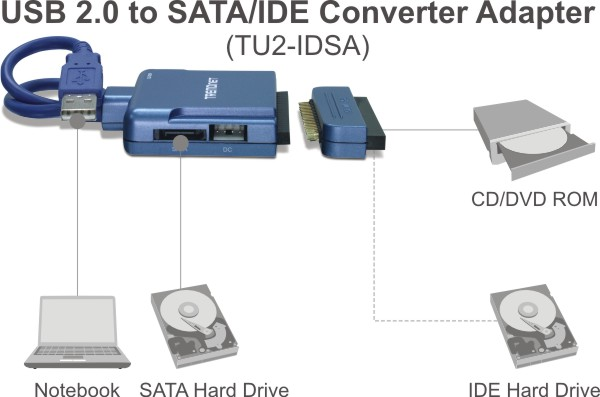 USB 2.0 to SATA/IDE Converter Adapter
(TU2-IDSA)
TRENDnet
DC
CD/DVD ROM
Notebook
SATA Hard Drive
IDE Hard Drive